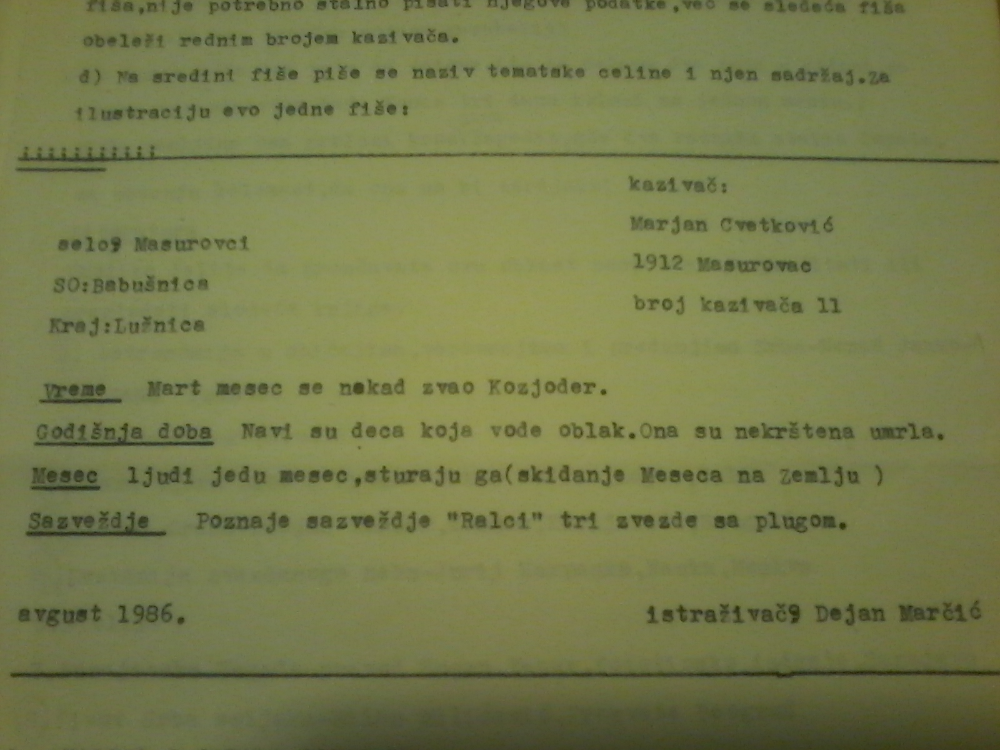 fiša,nije potrebno stalno pisati njegove podatke,već se sledeća fiša
obeleži rednim brojem kazivača.
d) Na sredini fiše piše se naziv tematske celine i njen sadržaj.Za
ilustraciju evo jedne fiše:
;;;;;;;;;;;
kazivač:
Marjan Cvetković
selo9 Masurovci
1912 Masurovac
SO:Babušnica
broj kazivača 11
Kraj:Lužnica
Vreme Mart mesec se nekad zvao Kozjoder.
Godišnja doba Navi su deca koja vode oblak.Ona su nekrštena umrla.
Mesec ljudi jedu mesec,sturaju ga(skidanje Meseca na Zemlju )
Sazveždje Poznaje sazveždje "Ralci" tri zvezde sa plugom.
avgust 1986.
istraživač9 Dejan Marčić